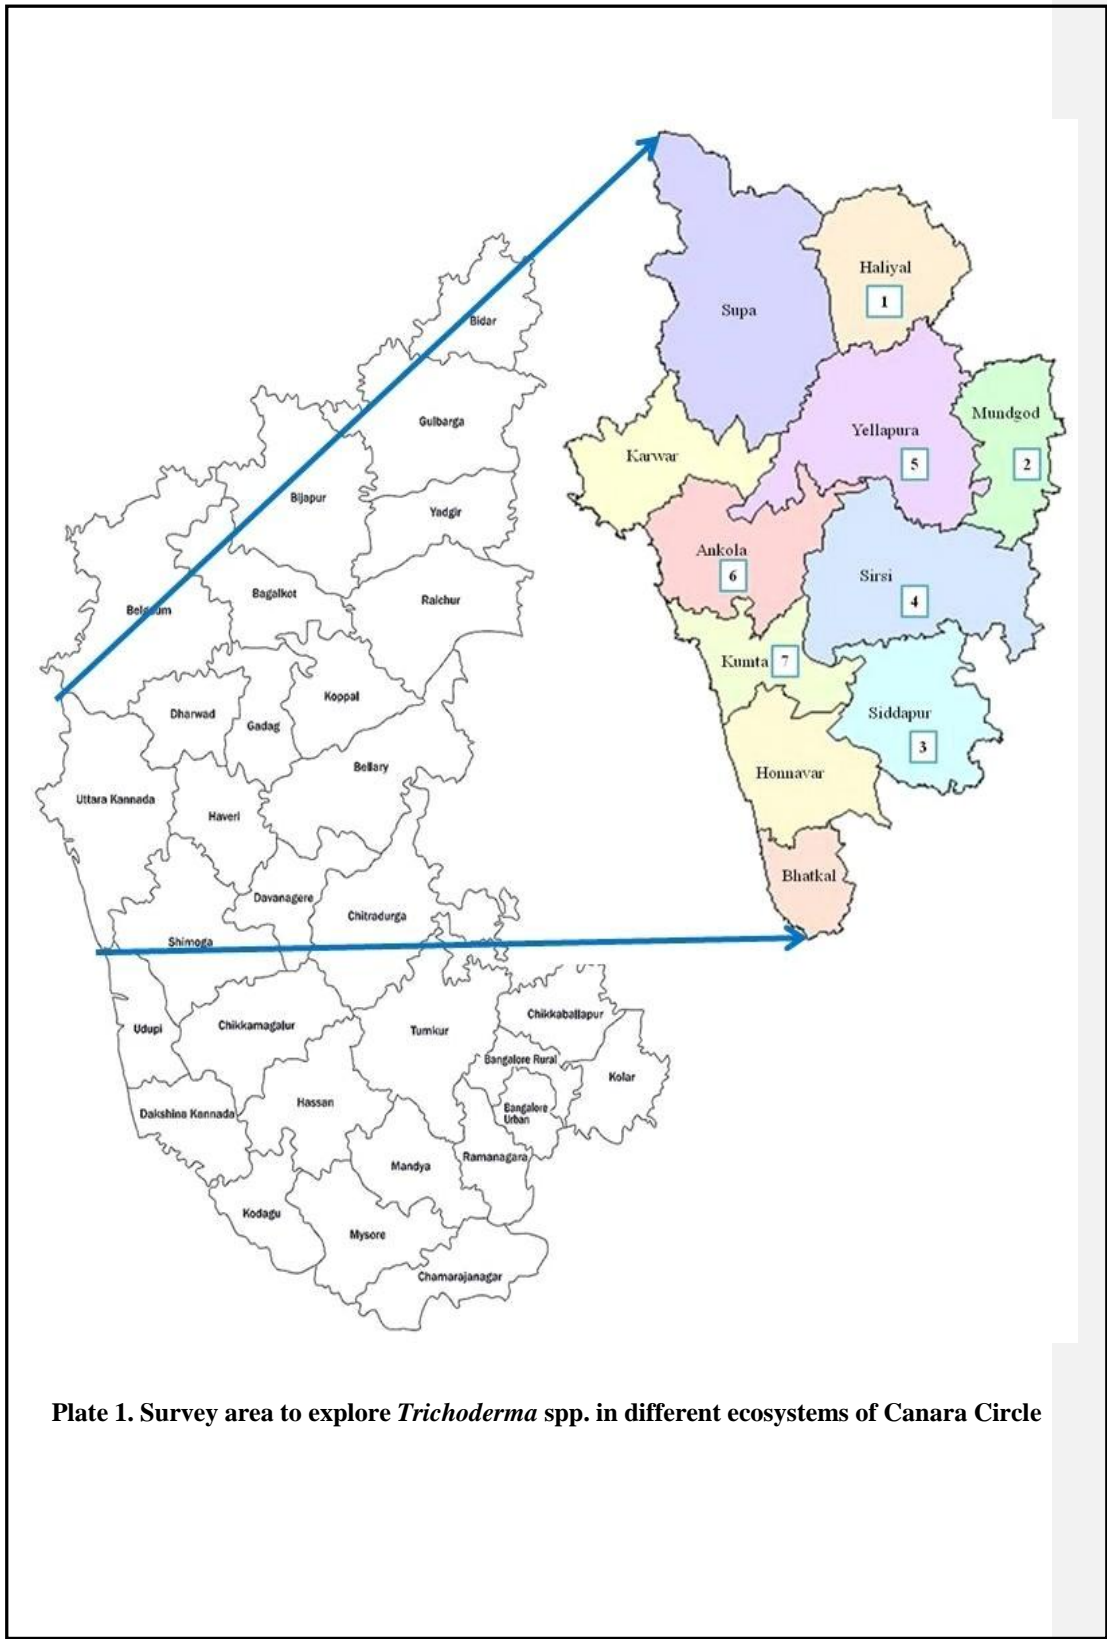 Bidar
Gulbarga
Bijapur
Yadgir
Belgaum
Bagalkot
Raichur
Dharwad
Gadag
Koppal
Bellary
Uttara Kannada
Haveri
Davanagere
Chitradurga
Shimoga
Udupi
Chikkamagalur
Tumkur
Chikkaballapur
Bangalore Rural
Kolar
Dakshina Kannada
Hassan
Bangalore
Urban
Mandya
Ramanagara
Kodagu
Mysore
Chamarajanagar
Supa
Haliyal
1
Karwar
Yellapura
5
Mundgod
2
Ankola
6
Sirsi
4
Kumta 7
Siddapur
3
Honnavar
Bhatkal
Plate 1. Survey area to explore Trichoderma spp. in different ecosystems of Canara Circle